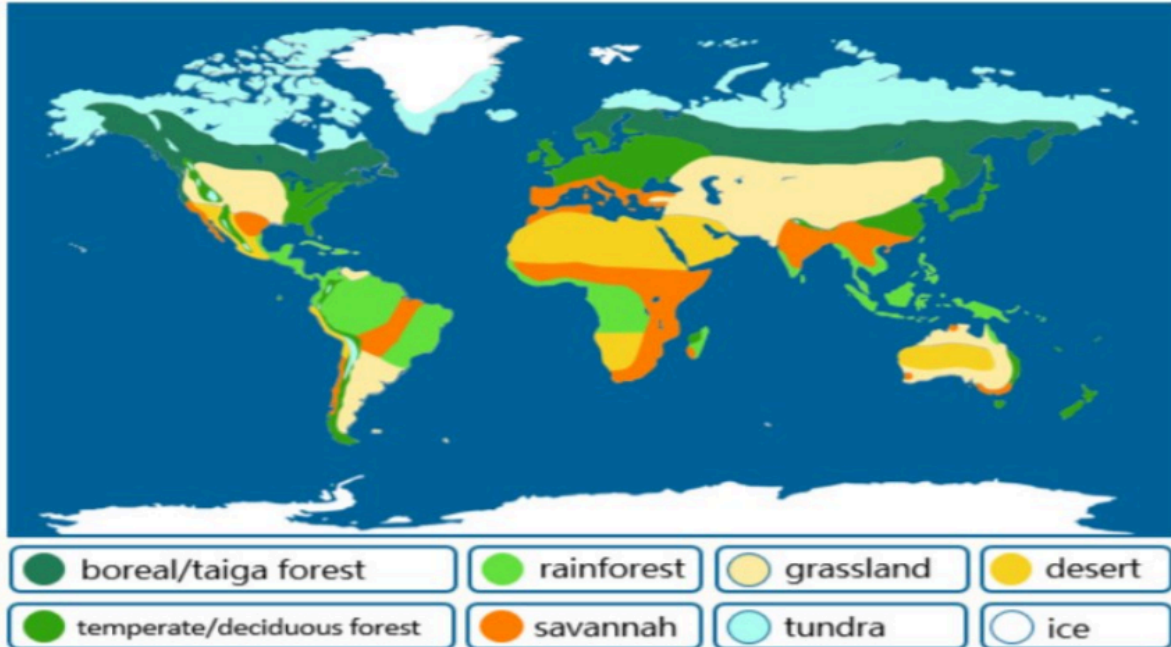 boreal/taiga forest
rainforest
grassland
desert
temperate/deciduous forest
savannah
tundra
ice